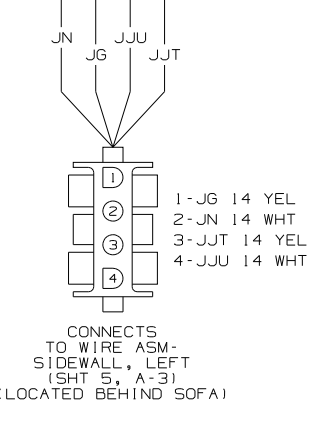 JN
JJU
JG
JJT
1
2
3
4
1-JG 14 YEL
2-JN 14 WHT
3-JJT 14 YEL
4-JJU 14 WHT
CONNECTS
TO WIRE ASM-
SIDEWALL, LEFT
(SHT 5, A-3)
(LOCATED BEHIND SOFA)